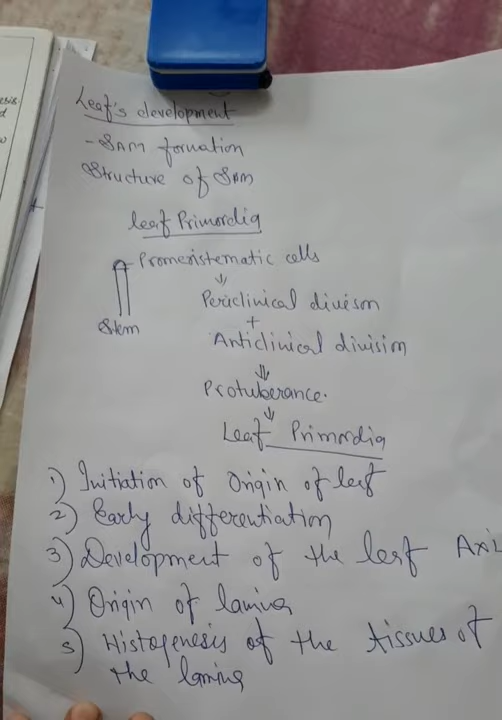 Leaf's development
- SAM formation
Structure of SAM
leaf Primordia
Promeristematic cells
⇓
Periclinical divison
+
Stem
Anticlinical division
⇓
Protuberance.
⇓
Leaf Primordia
1) Initiation of Origin of leaf
2) Early differentiation
3) Development of the leaf Axi
4) Origin of lamina
5) Histogenesis of the tissues of
the lamina